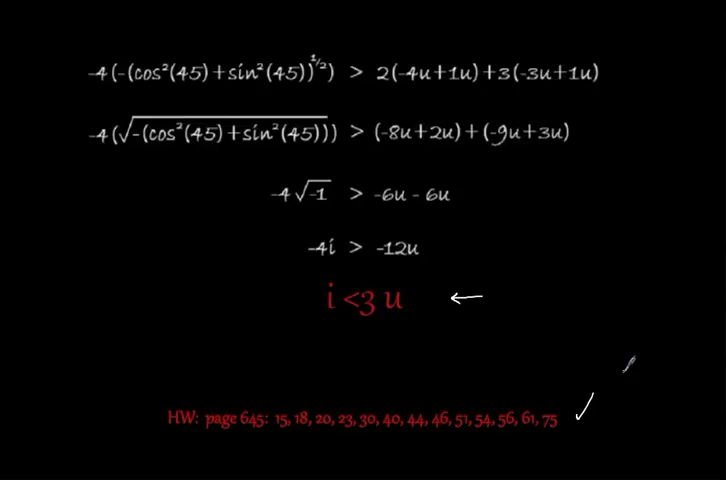 -4(-(cos²(45)+sin²(45))^1/2) > 2(-4u+1u)+3(-3u+1u)
-4(√-(cos²(45)+sin²(45))) > (-8u+2u)+(-9u+3u)
-4√-1 > -6u - 6u
-4i > -12u
i <3 u ←
HW: page 645: 15, 18, 20, 23, 30, 40, 44, 46, 51, 54, 56, 61, 75 ✓